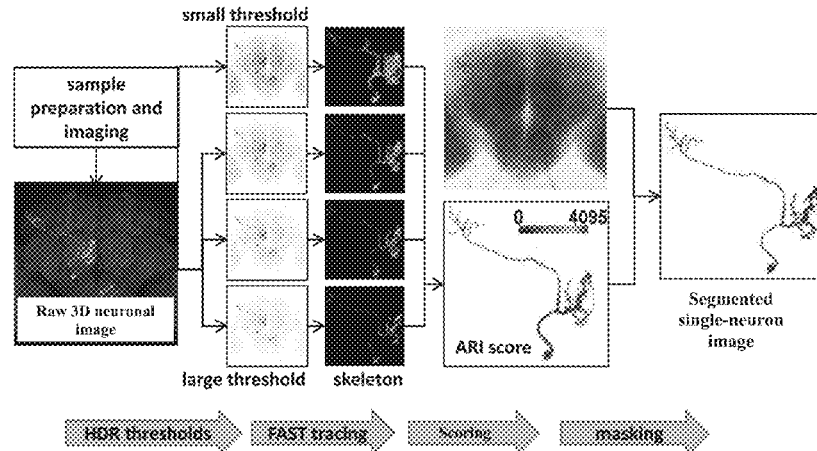 small threshold
sample
preparation and
imaging
Raw 3D neuronal
image
large threshold
skeleton
0 4095
ARI score
Segmented
single-neuron
image
HDR thresholds
FAST tracing
Scoring
masking